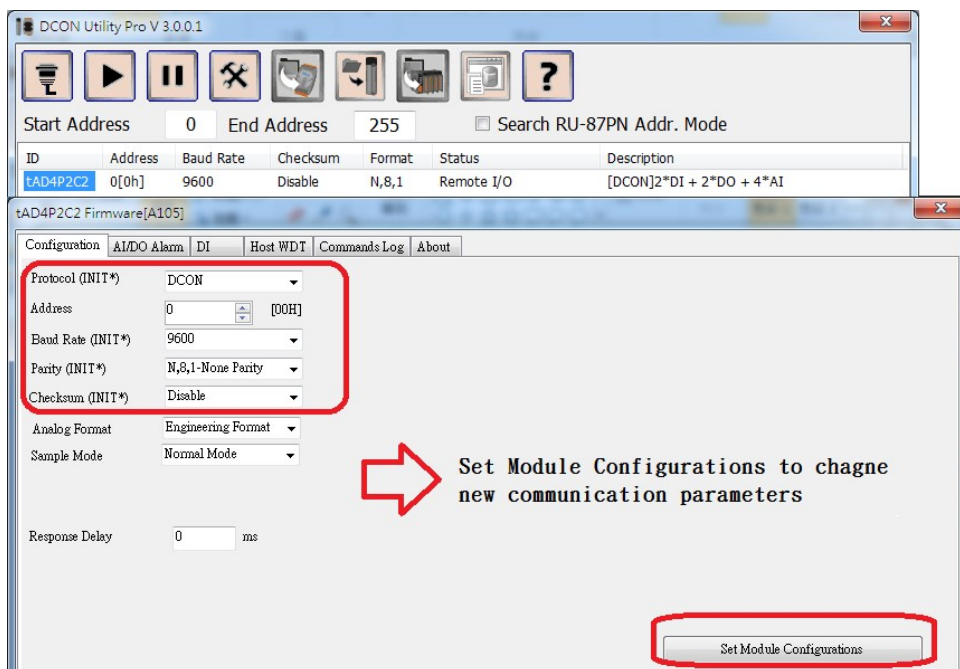 DCON Utility Pro V 3.0.0.1
Start Address 0 End Address 255 Search RU-87PN Addr. Mode
ID Address Baud Rate Checksum Format Status Description
tAD4P2C2 0[0h] 9600 Disable N,8,1 Remote I/O [DCON]2*DI + 2*DO + 4*AI
tAD4P2C2 Firmware[A105]
Configuration AI/DO Alarm DI Host WDT Commands Log About
Protocol (INIT*) DCON
Address 0 [00H]
Baud Rate (INIT*) 9600
Parity (INIT*) N,8,1-None Parity
Checksum (INIT*) Disable
Analog Format Engineering Format
Sample Mode Normal Mode
Set Module Configurations to chagne
new communication parameters
Response Delay 0 ms
Set Module Configurations